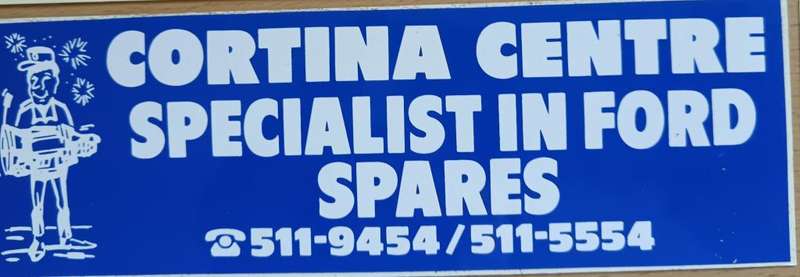 CORTINA CENTRE
SPECIALIST IN FORD
SPARES
☎511-9454/511-5554